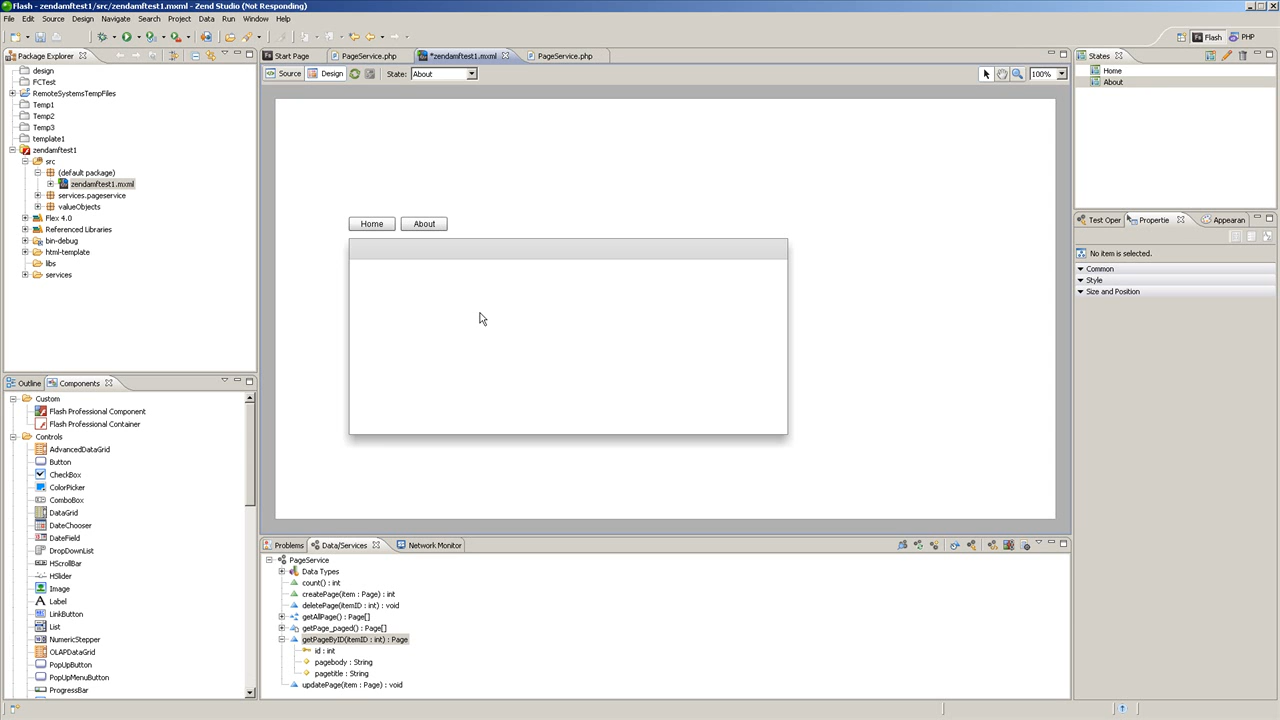 Flash - zendamftest1/src/zendamftest1.mxml - Zend Studio (Not Responding)
File Edit Source Design Navigate Search Project Data Run Window Help
Flash PHP
Package Explorer
design
FCTest
RemoteSystemsTempFiles
Temp1
Temp2
Temp3
template1
zendamftest1
src
(default package)
zendamftest1.mxml
services.pageservice
valueObjects
Flex 4.0
Referenced Libraries
bin-debug
html-template
libs
services
Outline Components
Custom
Flash Professional Component
Flash Professional Container
Controls
AdvancedDataGrid
Button
CheckBox
ColorPicker
ComboBox
DataGrid
DateChooser
DateField
DropDownList
HScrollBar
HSlider
Image
Label
LinkButton
List
NumericStepper
OLAPDataGrid
PopUpButton
PopUpMenuButton
ProgressBar
Start Page PageService.php *zendamftest1.mxml PageService.php
Source Design State: About 100%
Home About
Problems Data/Services Network Monitor
PageService
Data Types
count() : int
createPage(item : Page) : int
deletePage(itemID : int) : void
getAllPage() : Page[]
getPage_paged() : Page[]
getPageByID(itemID : int) : Page
id : int
pagebody : String
pagetitle : String
updatePage(item : Page) : void
States
Home
About
Test Oper Propertie Appearan
No item is selected.
Common
Style
Size and Position